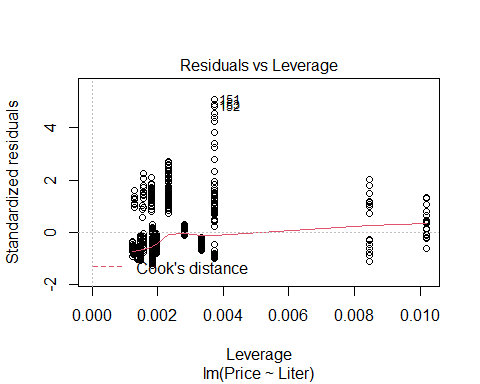 Residuals vs Leverage
Standardized residuals
4
2
0
-2
151
152
Cook's distance
0.000 0.002 0.004 0.006 0.008 0.010
Leverage
lm(Price ~ Liter)